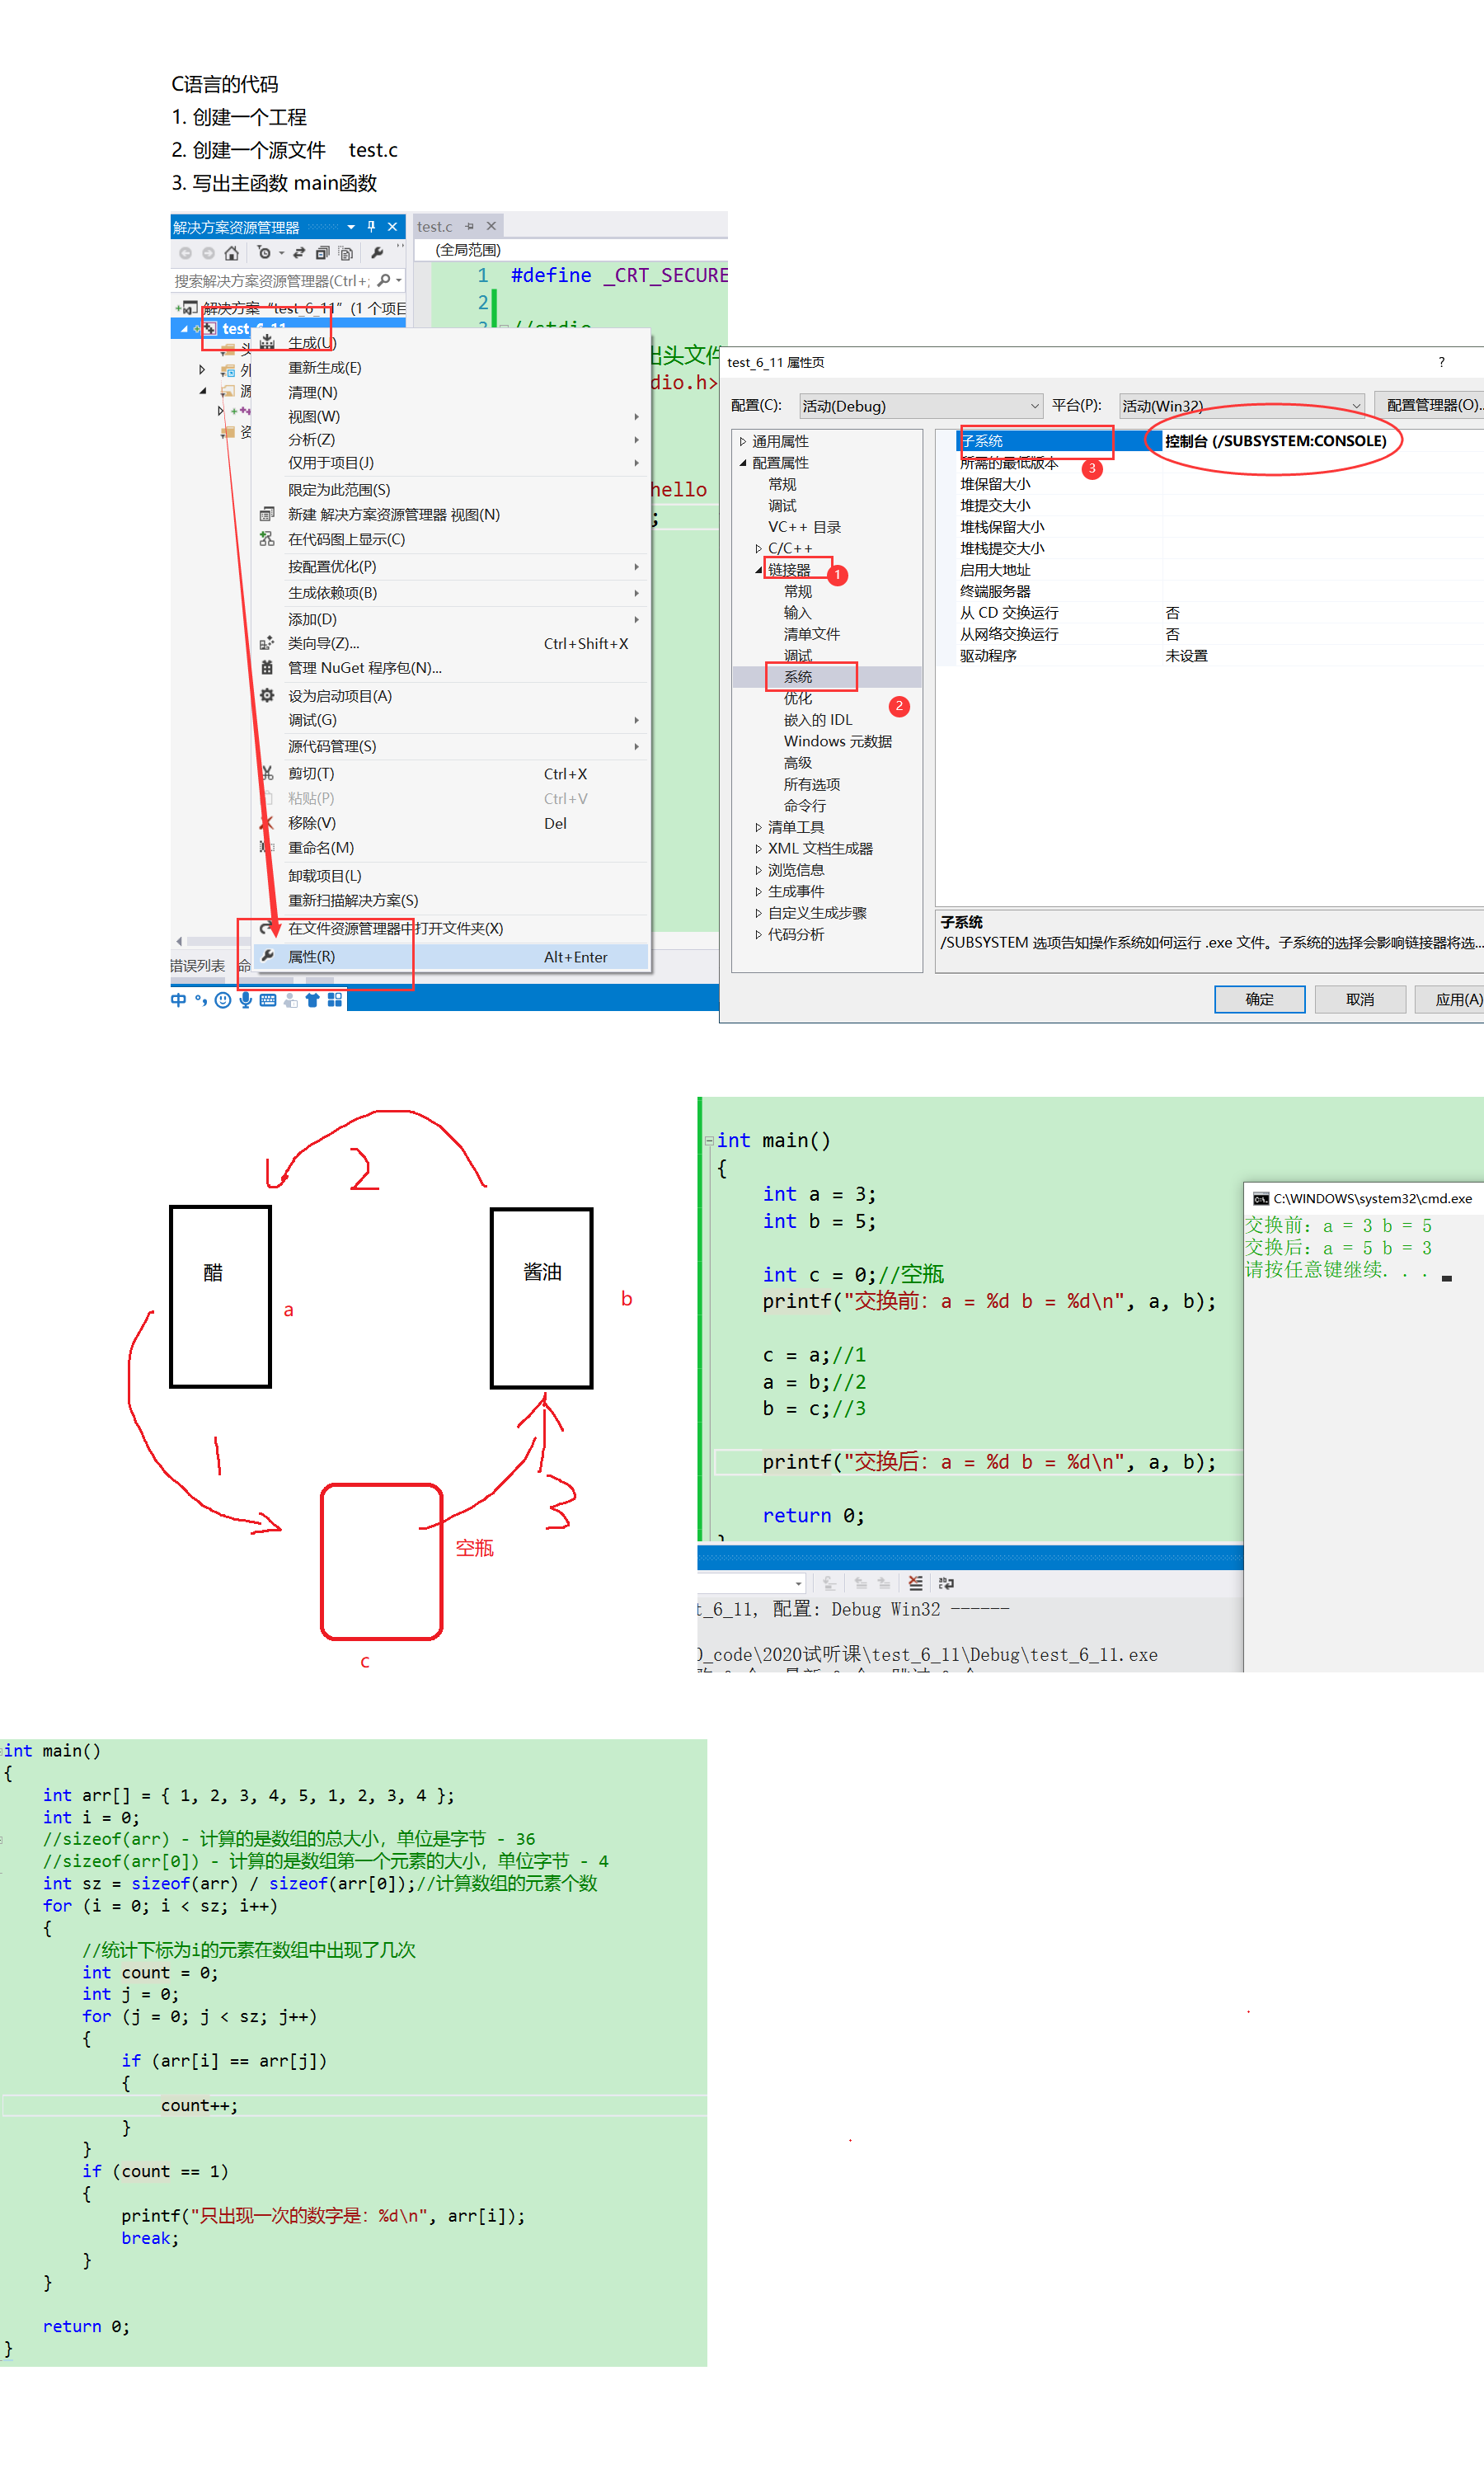 C语言的代码
1. 创建一个工程
2. 创建一个源文件    test.c
3. 写出主函数 main函数
解决方案资源管理器
搜索解决方案资源管理器(Ctrl+;
解决方案 "test_6_11" (1 个项目
test_6_11
头
外
源
资
错误列表
命
中
生成(U)
重新生成(E)
清理(N)
视图(W)
分析(Z)
仅用于项目(J)
限定为此范围(S)
新建 解决方案资源管理器 视图(N)
在代码图上显示(C)
按配置优化(P)
生成依赖项(B)
添加(D)
类向导(Z)... Ctrl+Shift+X
管理 NuGet 程序包(N)...
设为启动项目(A)
调试(G)
源代码管理(S)
剪切(T) Ctrl+X
粘贴(P) Ctrl+V
移除(V) Del
重命名(M)
卸载项目(L)
重新扫描解决方案(S)
在文件资源管理器中打开文件夹(X)
属性(R) Alt+Enter
test.c
(全局范围)
1 #define _CRT_SECURE
2
3 //stdio
出头文件
dio.h>
hello
;
test_6_11 属性页
?
配置(C): 活动(Debug) 平台(P): 活动(Win32) 配置管理器(O)...
通用属性
配置属性
常规
调试
VC++ 目录
C/C++
链接器 1
常规
输入
清单文件
调试
系统
优化 2
嵌入的 IDL
Windows 元数据
高级
所有选项
命令行
清单工具
XML 文档生成器
浏览信息
生成事件
自定义生成步骤
代码分析
子系统 控制台 (/SUBSYSTEM:CONSOLE)
所需的最低版本 3
堆保留大小
堆提交大小
堆栈保留大小
堆栈提交大小
启用大地址
终端服务器
从 CD 交换运行 否
从网络交换运行 否
驱动程序 未设置
子系统
/SUBSYSTEM 选项告知操作系统如何运行 .exe 文件。子系统的选择会影响链接器将选...
确定 取消 应用(A)
2
醋
a
酱油
b
1
3
空瓶
c
int main()
{
int a = 3;
int b = 5;
int c = 0;//空瓶
printf("交换前: a = %d b = %d\n", a, b);
c = a;//1
a = b;//2
b = c;//3
printf("交换后: a = %d b = %d\n", a, b);
return 0;
C:\WINDOWS\system32\cmd.exe
交换前: a = 3 b = 5
交换后: a = 5 b = 3
请按任意键继续. . .
t_6_11, 配置: Debug Win32 ------
_code\2020试听课\test_6_11\Debug\test_6_11.exe
int main()
{
int arr[] = { 1, 2, 3, 4, 5, 1, 2, 3, 4 };
int i = 0;
//sizeof(arr) - 计算的是数组的总大小, 单位是字节 - 36
//sizeof(arr[0]) - 计算的是数组第一个元素的大小, 单位字节 - 4
int sz = sizeof(arr) / sizeof(arr[0]);//计算数组的元素个数
for (i = 0; i < sz; i++)
{
//统计下标为i的元素在数组中出现了几次
int count = 0;
int j = 0;
for (j = 0; j < sz; j++)
{
if (arr[i] == arr[j])
{
count++;
}
}
if (count == 1)
{
printf("只出现一次的数字是: %d\n", arr[i]);
break;
}
}
return 0;
}